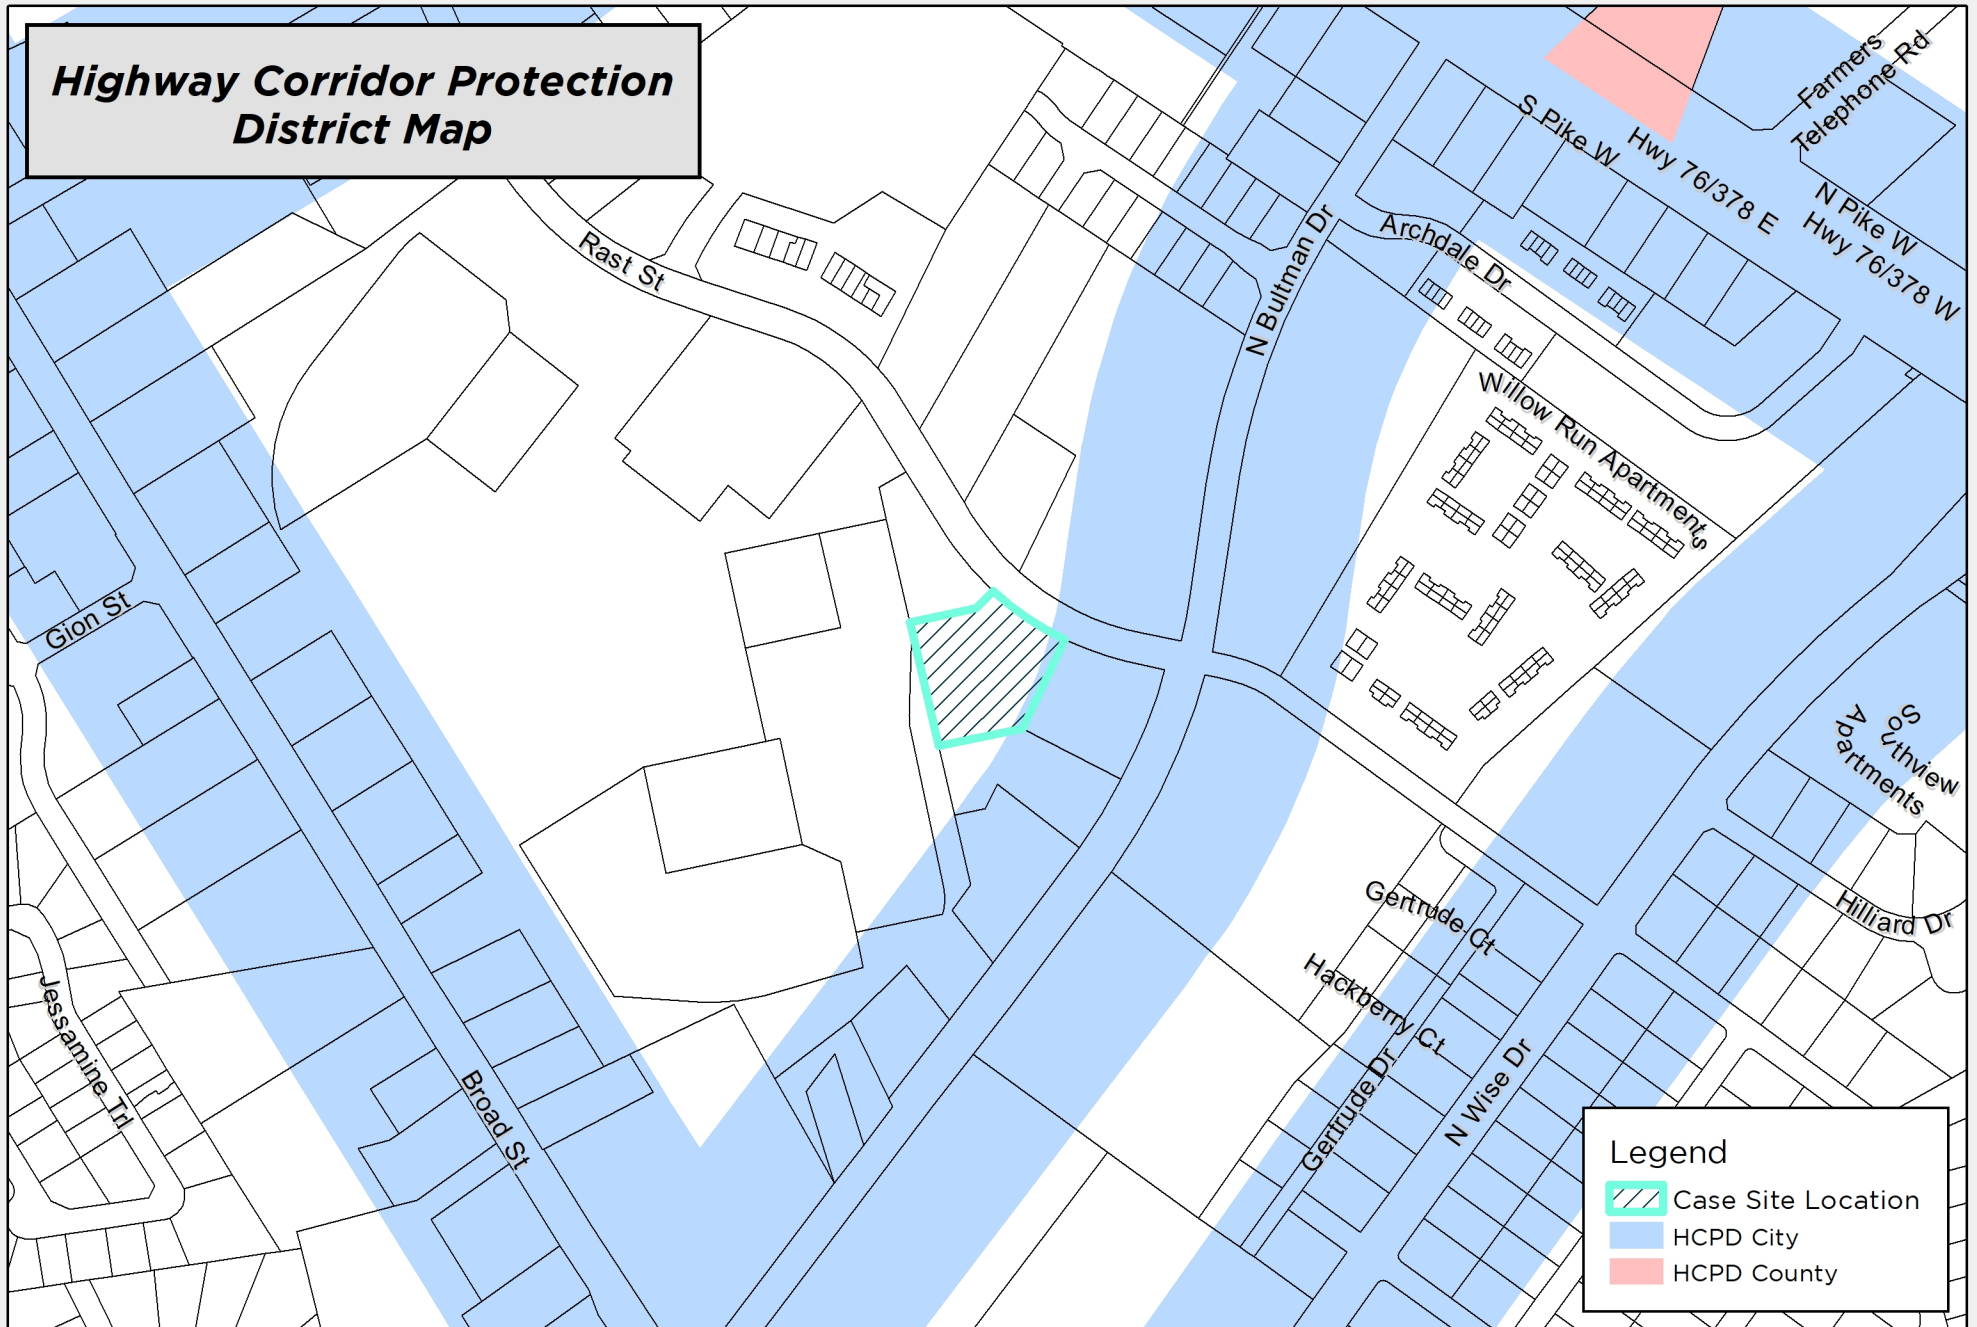 Highway Corridor Protection
District Map
Farmers
Telephone Rd
S Pike W
Hwy 76/378 E
N Pike W
Hwy 76/378 W
Archdale Dr
N Bultman Dr
Rast St
Willow Run Apartments
Gion St
Southview
Apartments
Gertrude Ct
Hilliard Dr
Hackberry Ct
Jessamine Trl
Broad St
Gertrude Dr
N Wise Dr
Legend
Case Site Location
HCPD City
HCPD County